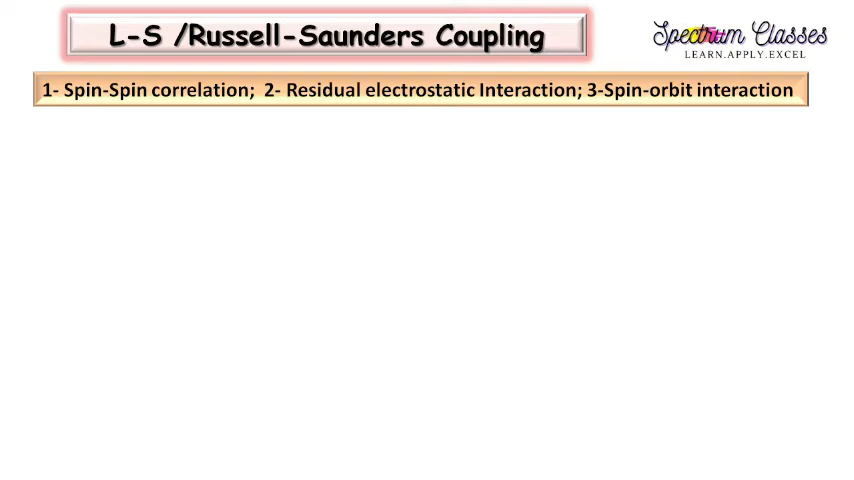 L-S /Russell-Saunders Coupling
Spectrum Classes
LEARN.APPLY.EXCEL
1- Spin-Spin correlation;  2- Residual electrostatic Interaction; 3-Spin-orbit interaction